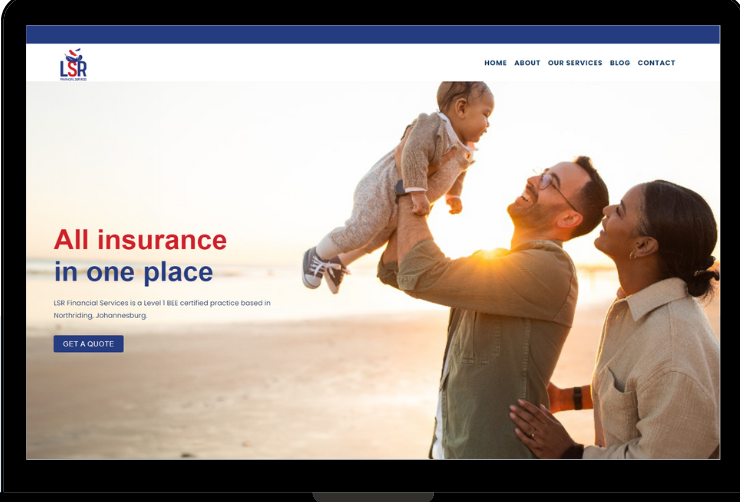 LSR
FINANCIAL SERVICES
HOME ABOUT OUR SERVICES BLOG CONTACT
All insurance
in one place
LSR Financial Services is a Level 1 BEE certified practice based in
Northriding, Johannesburg.
GET A QUOTE